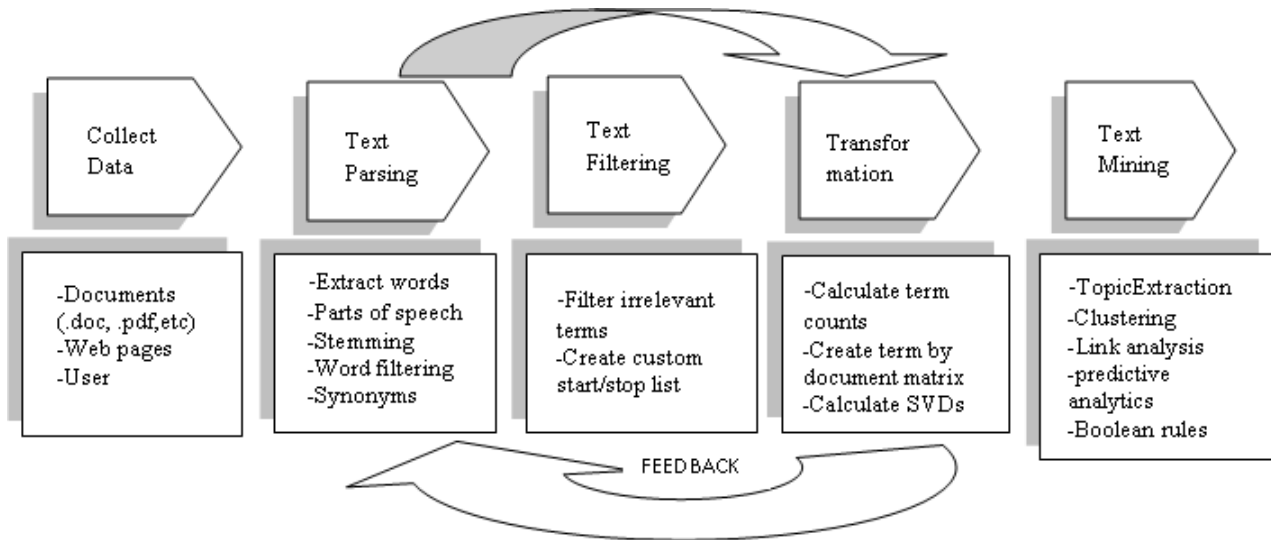 Collect
Data
Text
Parsing
Text
Filtering
Transfor
mation
Text
Mining
-Documents
(.doc, .pdf,etc)
-Web pages
-User
-Extract words
-Parts of speech
-Stemming
-Word filtering
-Synonyms
-Filter irrelevant
terms
-Create custom
start/stop list
-Calculate term
counts
-Create term by
document matrix
-Calculate SVDs
-TopicExtraction
-Clustering
-Link analysis
-predictive
analytics
-Boolean rules
FEEDBACK